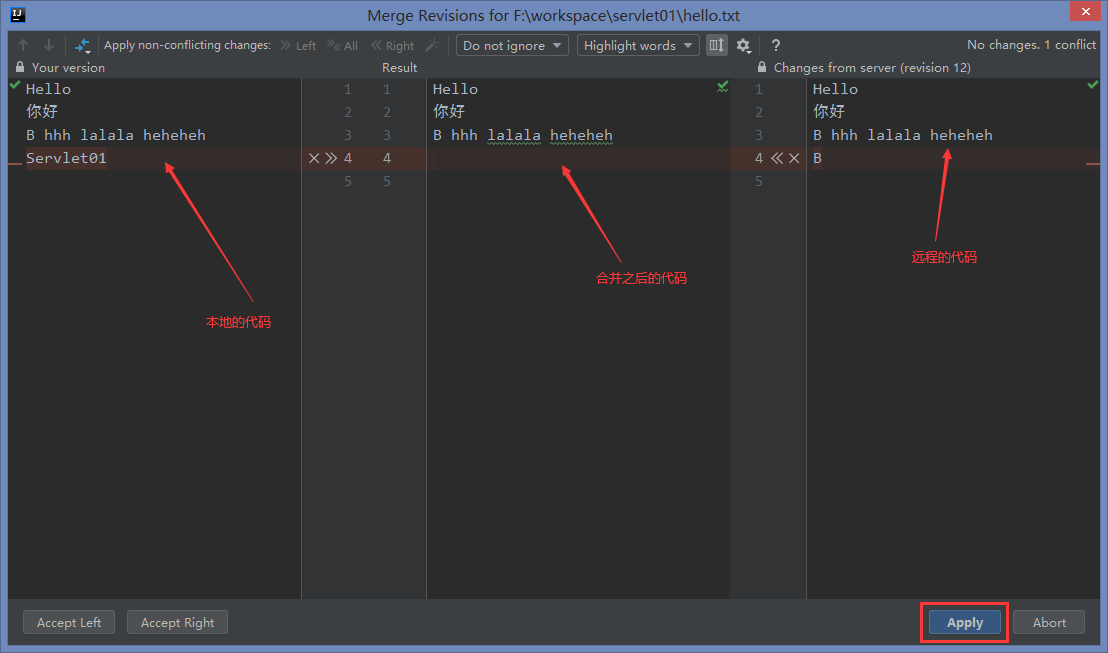 IJ
Merge Revisions for F:\workspace\servlet01\hello.txt
Apply non-conflicting changes: Left All Right Do not ignore Highlight words ? No changes. 1 conflict
Your version Result Changes from server (revision 12)
Hello 1 1 Hello 1 Hello
你好 2 2 你好 2 你好
B hhh lalala heheheh 3 3 B hhh lalala heheheh 3 B hhh lalala heheheh
Servlet01 4 4 4 B
5 5 5
远程的代码
合并之后的代码
本地的代码
Accept Left Accept Right Apply Abort